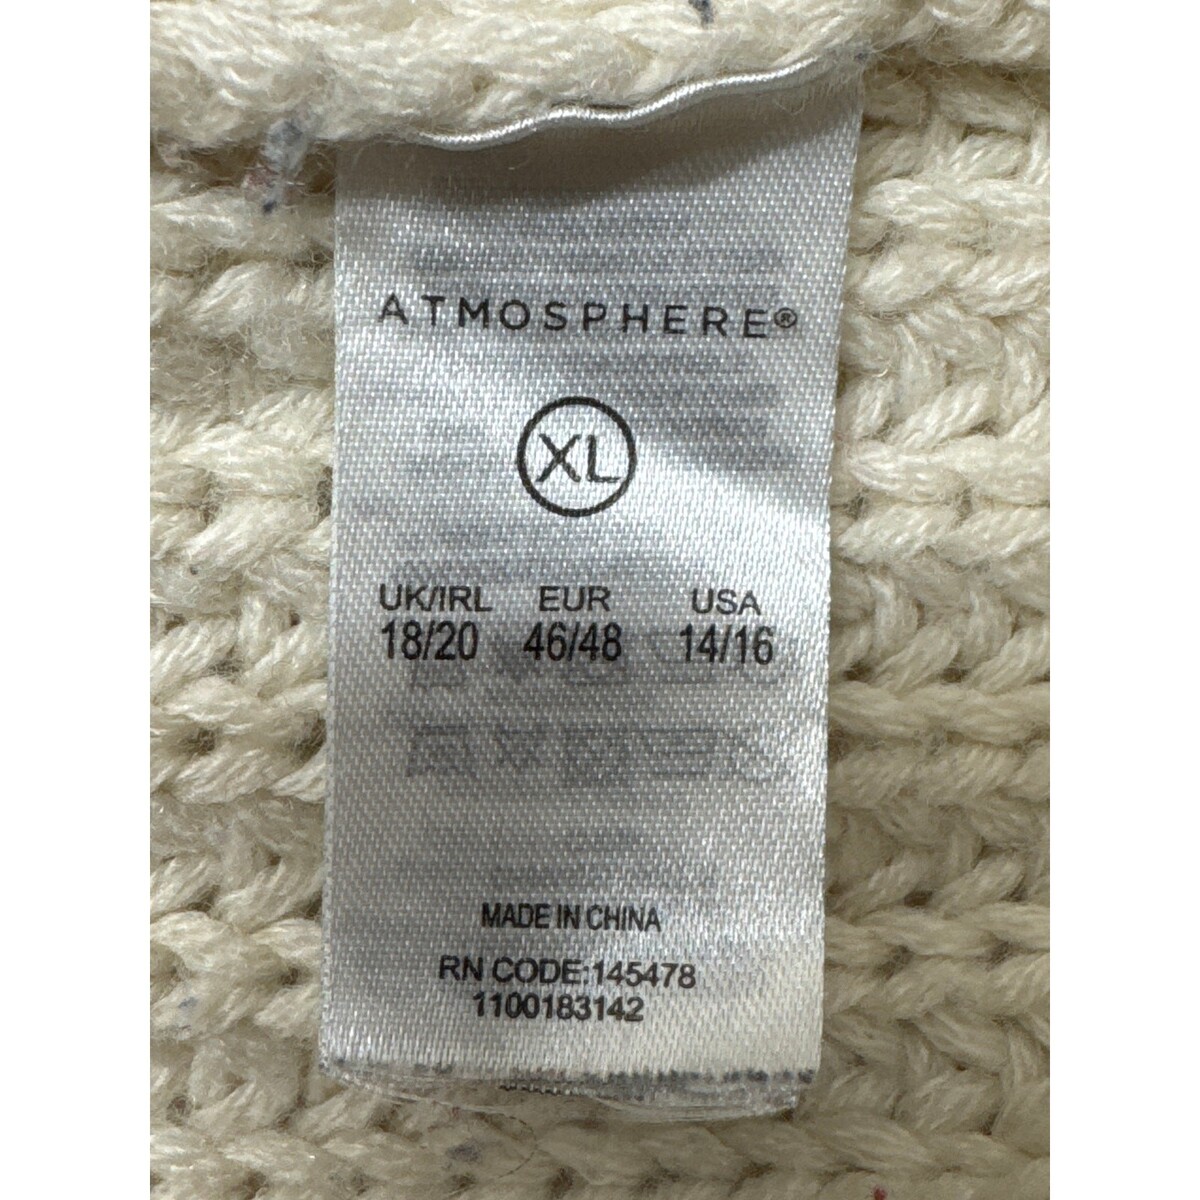 ATMOSPHERE®
XL
UK/IRL EUR USA
18/20 46/48 14/16
MADE IN CHINA
RN CODE:145478
1100183142